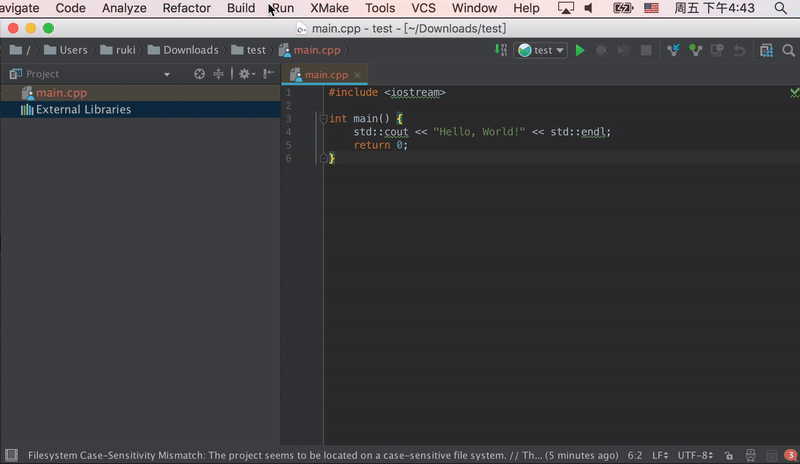 avigate Code Analyze Refactor Build Run XMake Tools VCS Window Help 周五 下午4:43
main.cpp - test - [~/Downloads/test]
/ Users ruki Downloads test main.cpp test
Project main.cpp
main.cpp
External Libraries
1 #include <iostream>
2
3 int main() {
4 std::cout << "Hello, World!" << std::endl;
5 return 0;
6 }
Filesystem Case-Sensitivity Mismatch: The project seems to be located on a case-sensitive file system. // Th... (5 minutes ago) 6:2 LF÷ UTF-8÷ 3